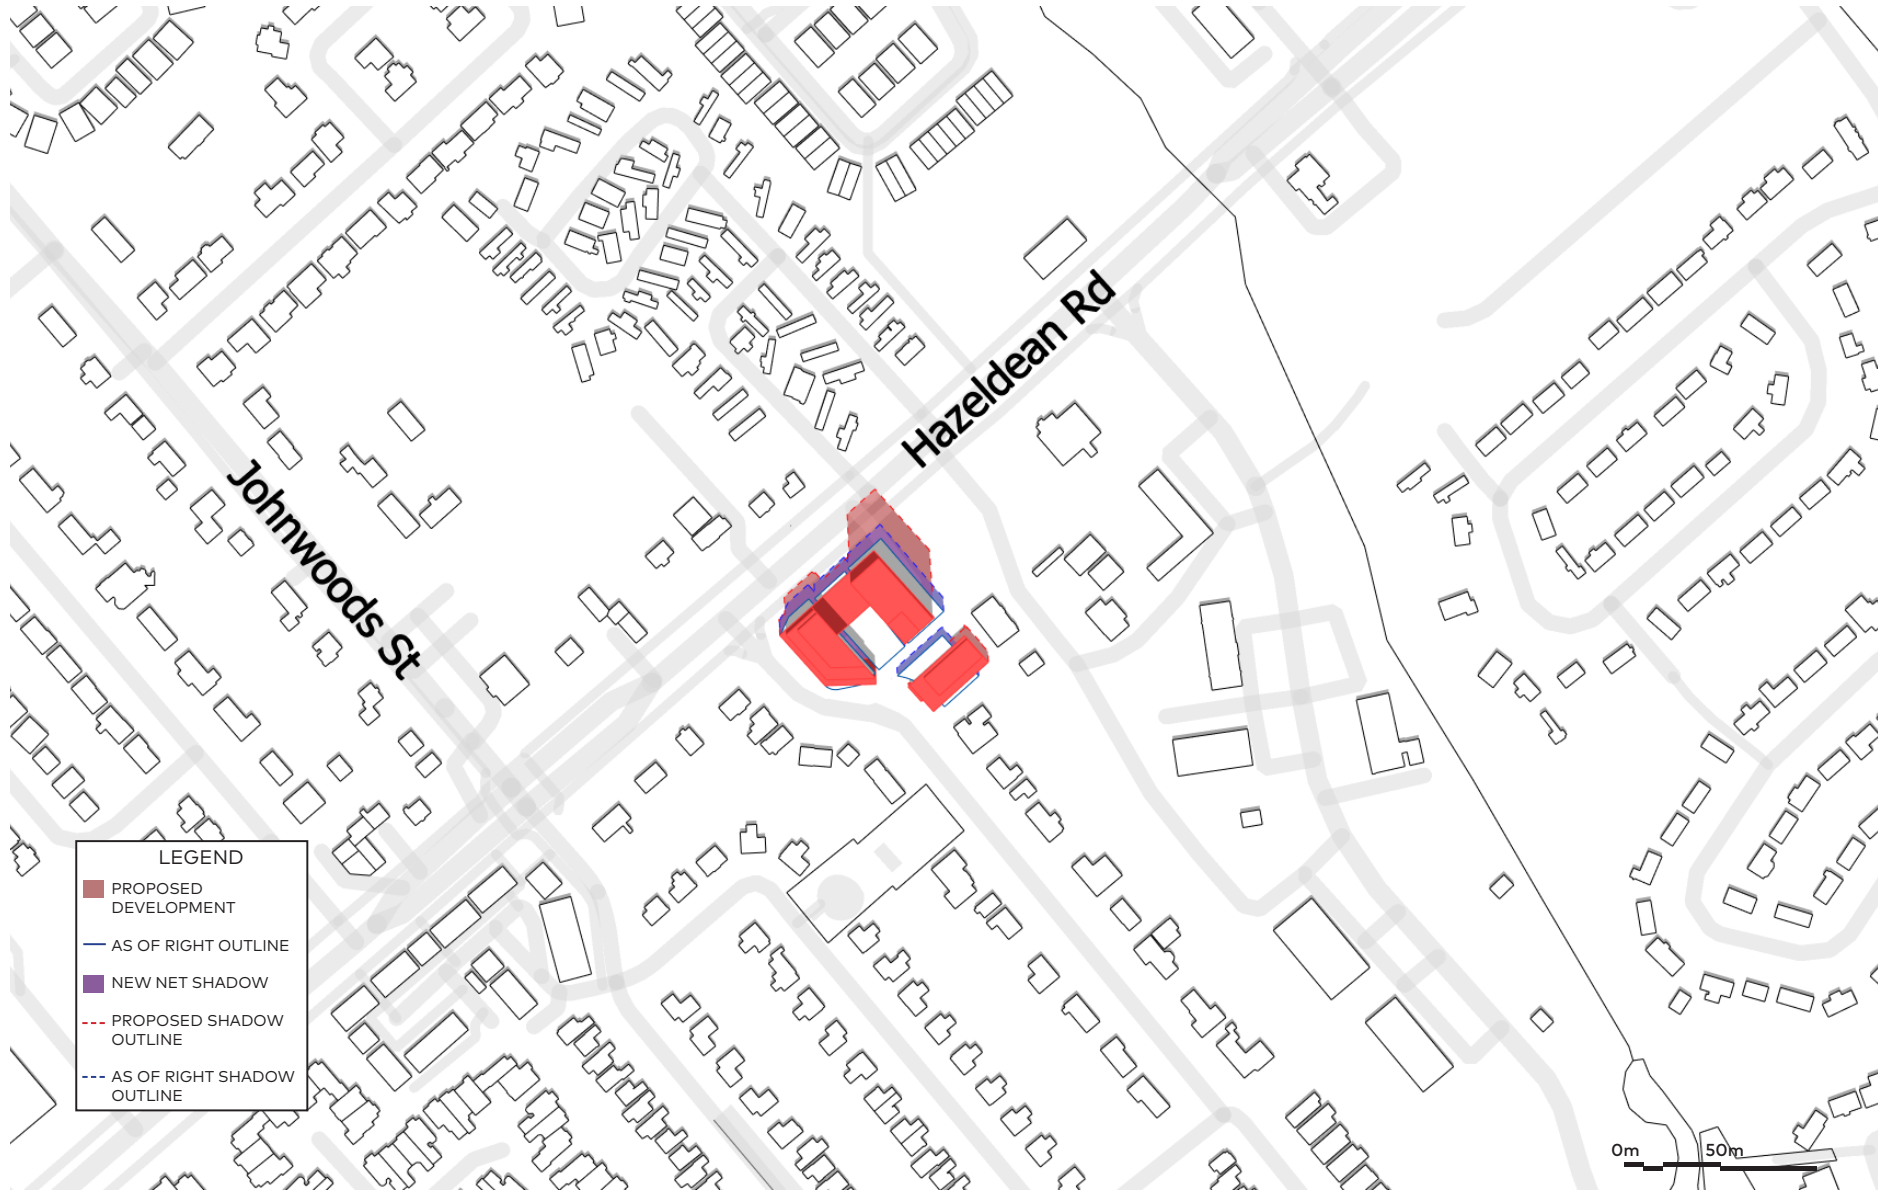 Hazeldean Rd
Johnwoods St
LEGEND
PROPOSED
DEVELOPMENT
AS OF RIGHT OUTLINE
NEW NET SHADOW
PROPOSED SHADOW
OUTLINE
AS OF RIGHT SHADOW
OUTLINE
0m 50m